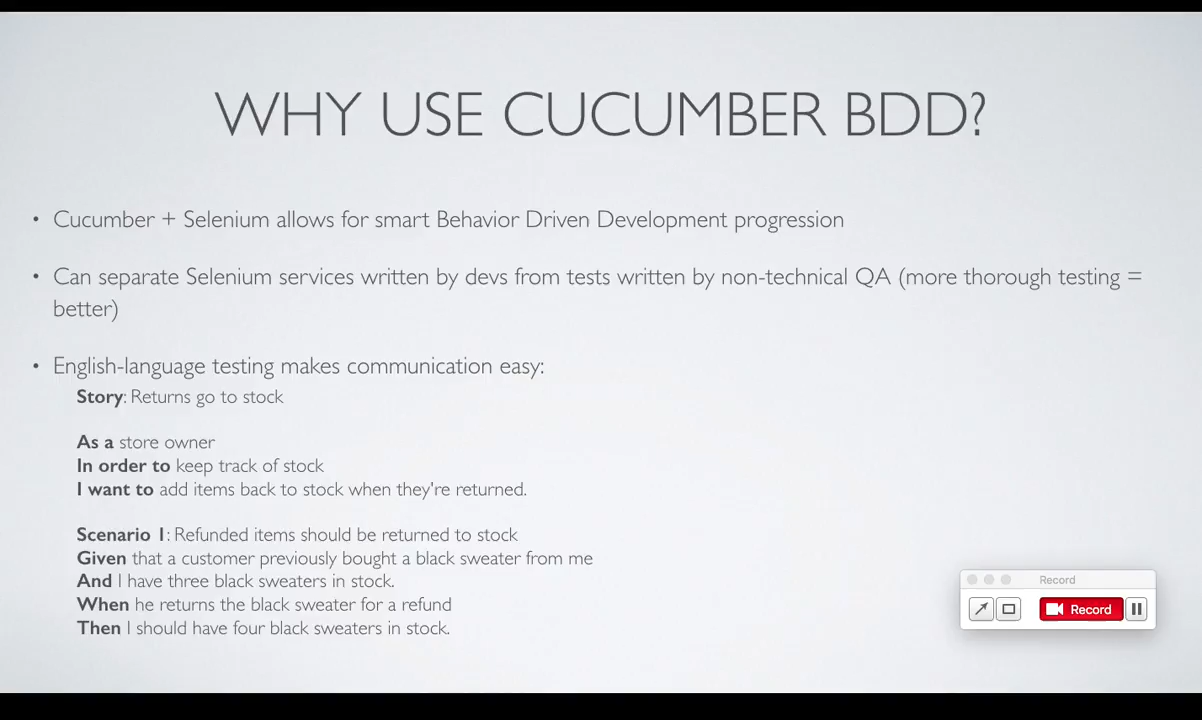 WHY USE CUCUMBER BDD?
• Cucumber + Selenium allows for smart Behavior Driven Development progression
• Can separate Selenium services written by devs from tests written by non-technical QA (more thorough testing =
better)
• English-language testing makes communication easy:
Story: Returns go to stock
As a store owner
In order to keep track of stock
I want to add items back to stock when they're returned.
Scenario 1: Refunded items should be returned to stock
Given that a customer previously bought a black sweater from me
And I have three black sweaters in stock.
When he returns the black sweater for a refund
Then I should have four black sweaters in stock.
Record
Record